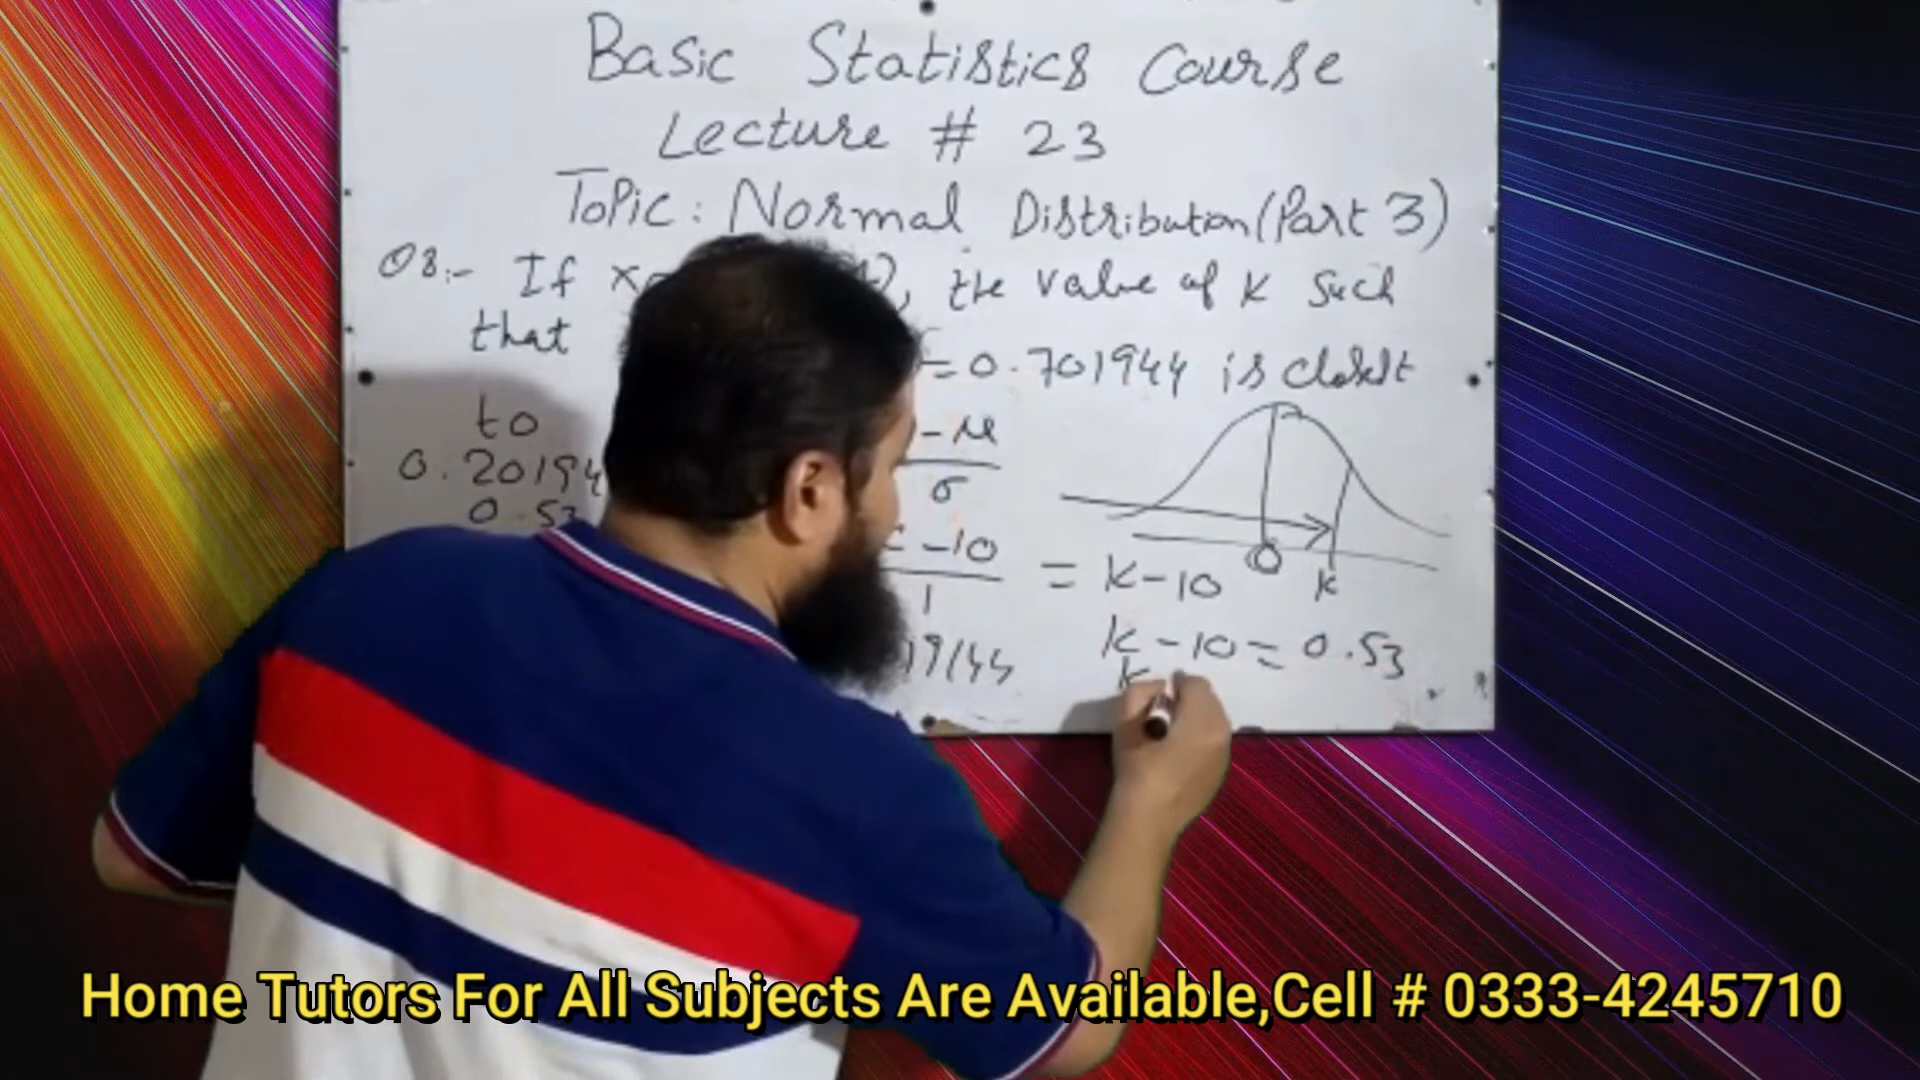 Basic Statistics Course
Lecture # 23
Topic: Normal Distribution (Part 3)
Q8:- If X , the value of K such
that = 0.701944 is closest
to
- μ
σ
0.20194
0.53
- 10
1
= K - 10
0
K
K - 10 = 0.53
K
Home Tutors For All Subjects Are Available,Cell # 0333-4245710